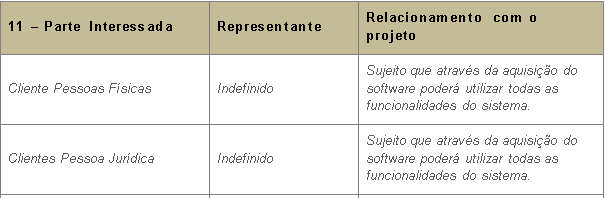 11 – Parte Interessada
Representante
Relacionamento com o
projeto
Cliente Pessoas Físicas
Indefinido
Sujeito que através da aquisição do
software poderá utilizar todas as
funcionalidades do sistema.
Clientes Pessoa Jurídica
Indefinido
Sujeito que através da aquisição do
software poderá utilizar todas as
funcionalidades do sistema.